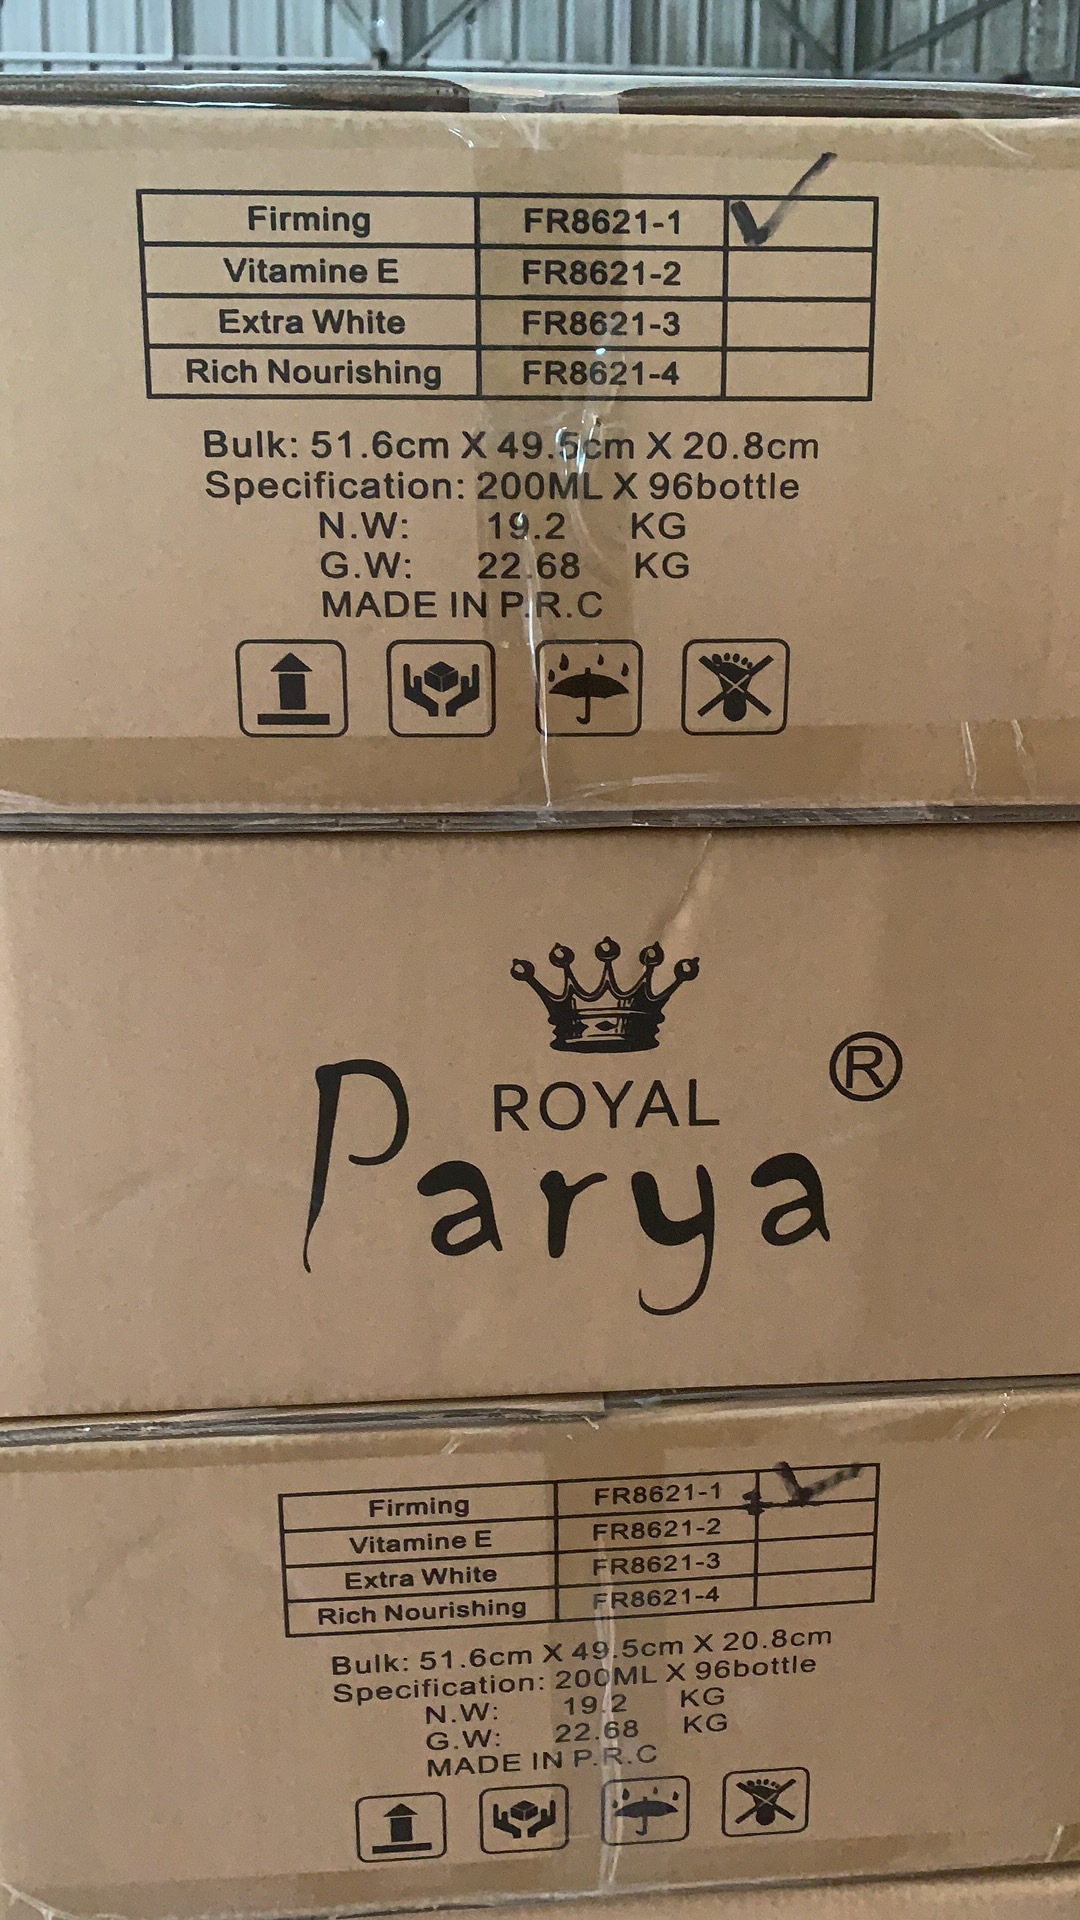 Firming FR8621-1
Vitamine E FR8621-2
Extra White FR8621-3
Rich Nourishing FR8621-4
Bulk: 51.6cm X 49.5cm X 20.8cm
Specification: 200ML X 96bottle
N.W: 19.2 KG
G.W: 22.68 KG
MADE IN P.R.C
ROYAL ®
Parya
Firming FR8621-1
Vitamine E FR8621-2
Extra White FR8621-3
Rich Nourishing FR8621-4
Bulk: 51.6cm X 49.5cm X 20.8cm
Specification: 200ML X 96bottle
N.W: 19.2 KG
G.W: 22.68 KG
MADE IN P.R.C